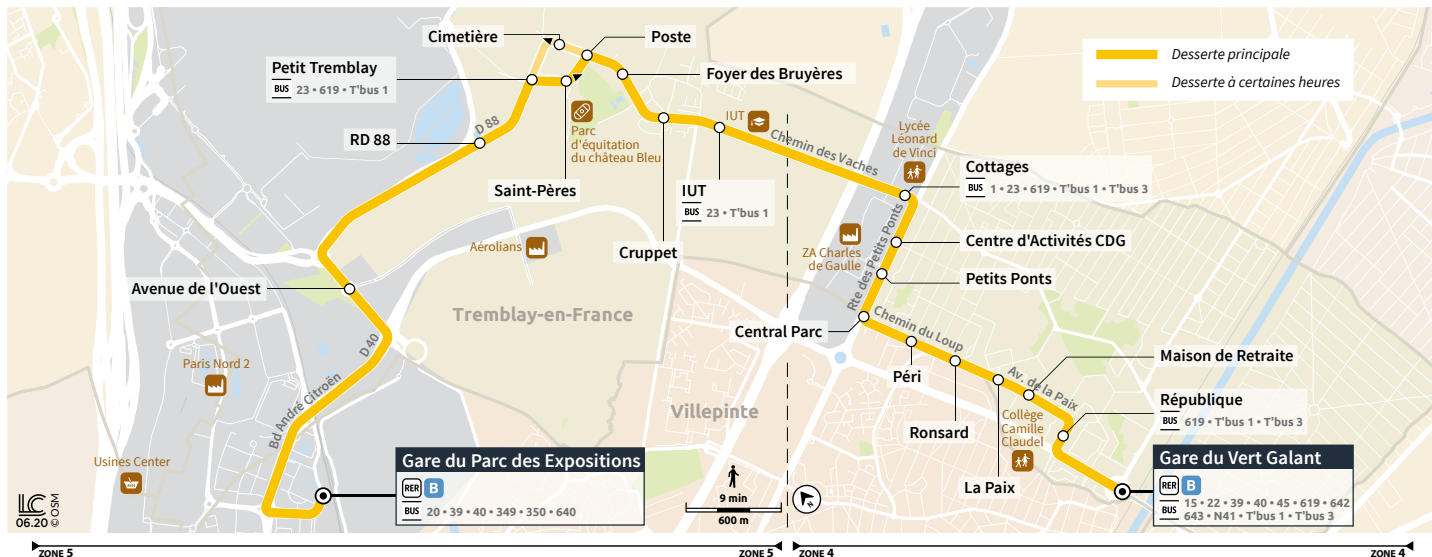 Cimetière
Poste
Petit Tremblay
BUS 23 • 619 • T'bus 1
Foyer des Bruyères
Desserte principale
Desserte à certaines heures
RD 88
D 88
Parc
d'équitation
du château Bleu
IUT
Chemin des Vaches
Lycée
Léonard
de Vinci
Saint-Pères
IUT
BUS 23 • T'bus 1
Cottages
BUS 1 • 23 • 619 • T'bus 1 • T'bus 3
Aérolians
Cruppet
ZA Charles
de Gaulle
Rte des Petits Ponts
Centre d'Activités CDG
Petits Ponts
Avenue de l'Ouest
Tremblay-en-France
Central Parc
Chemin du Loup
D 40
Paris Nord 2
Bd André Citroën
Péri
Av. de la Paix
Maison de Retraite
Villepinte
Ronsard
Collège
Camille
Claudel
République
BUS 619 • T'bus 1 • T'bus 3
Usines Center
Gare du Parc des Expositions
RER B
BUS 20 • 39 • 40 • 349 • 350 • 640
La Paix
Gare du Vert Galant
RER B
BUS 15 • 22 • 39 • 40 • 45 • 619 • 642
643 • N41 • T'bus 1 • T'bus 3
9 min
600 m
N
LC
06.20 © OSM
ZONE 5
ZONE 5
ZONE 4
ZONE 4